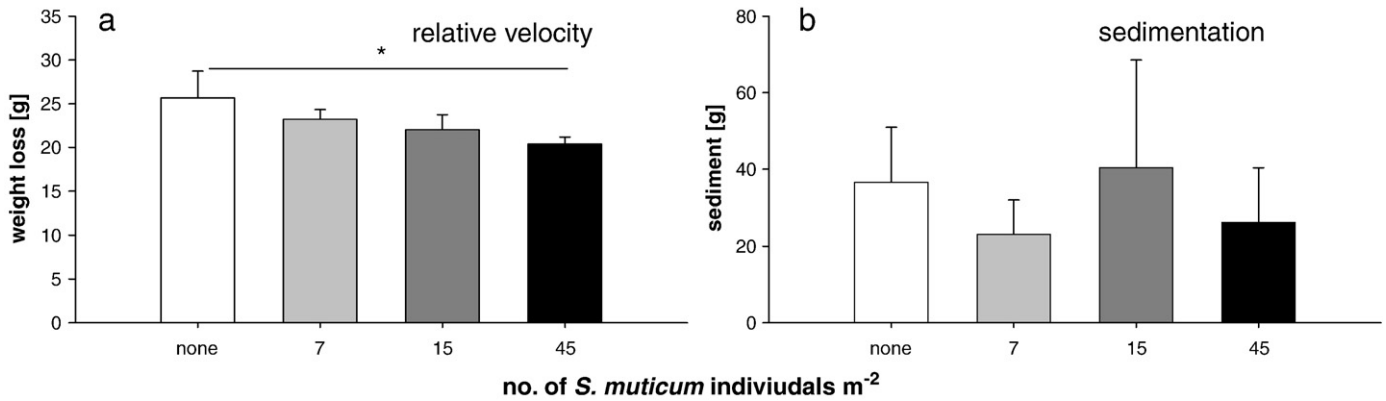 a
relative velocity
*
35
30
25
20
15
10
5
0
weight loss [g]
none 7 15 45
b
sedimentation
80
60
40
20
0
sediment [g]
none 7 15 45
no. of S. muticum indiviudals m-2